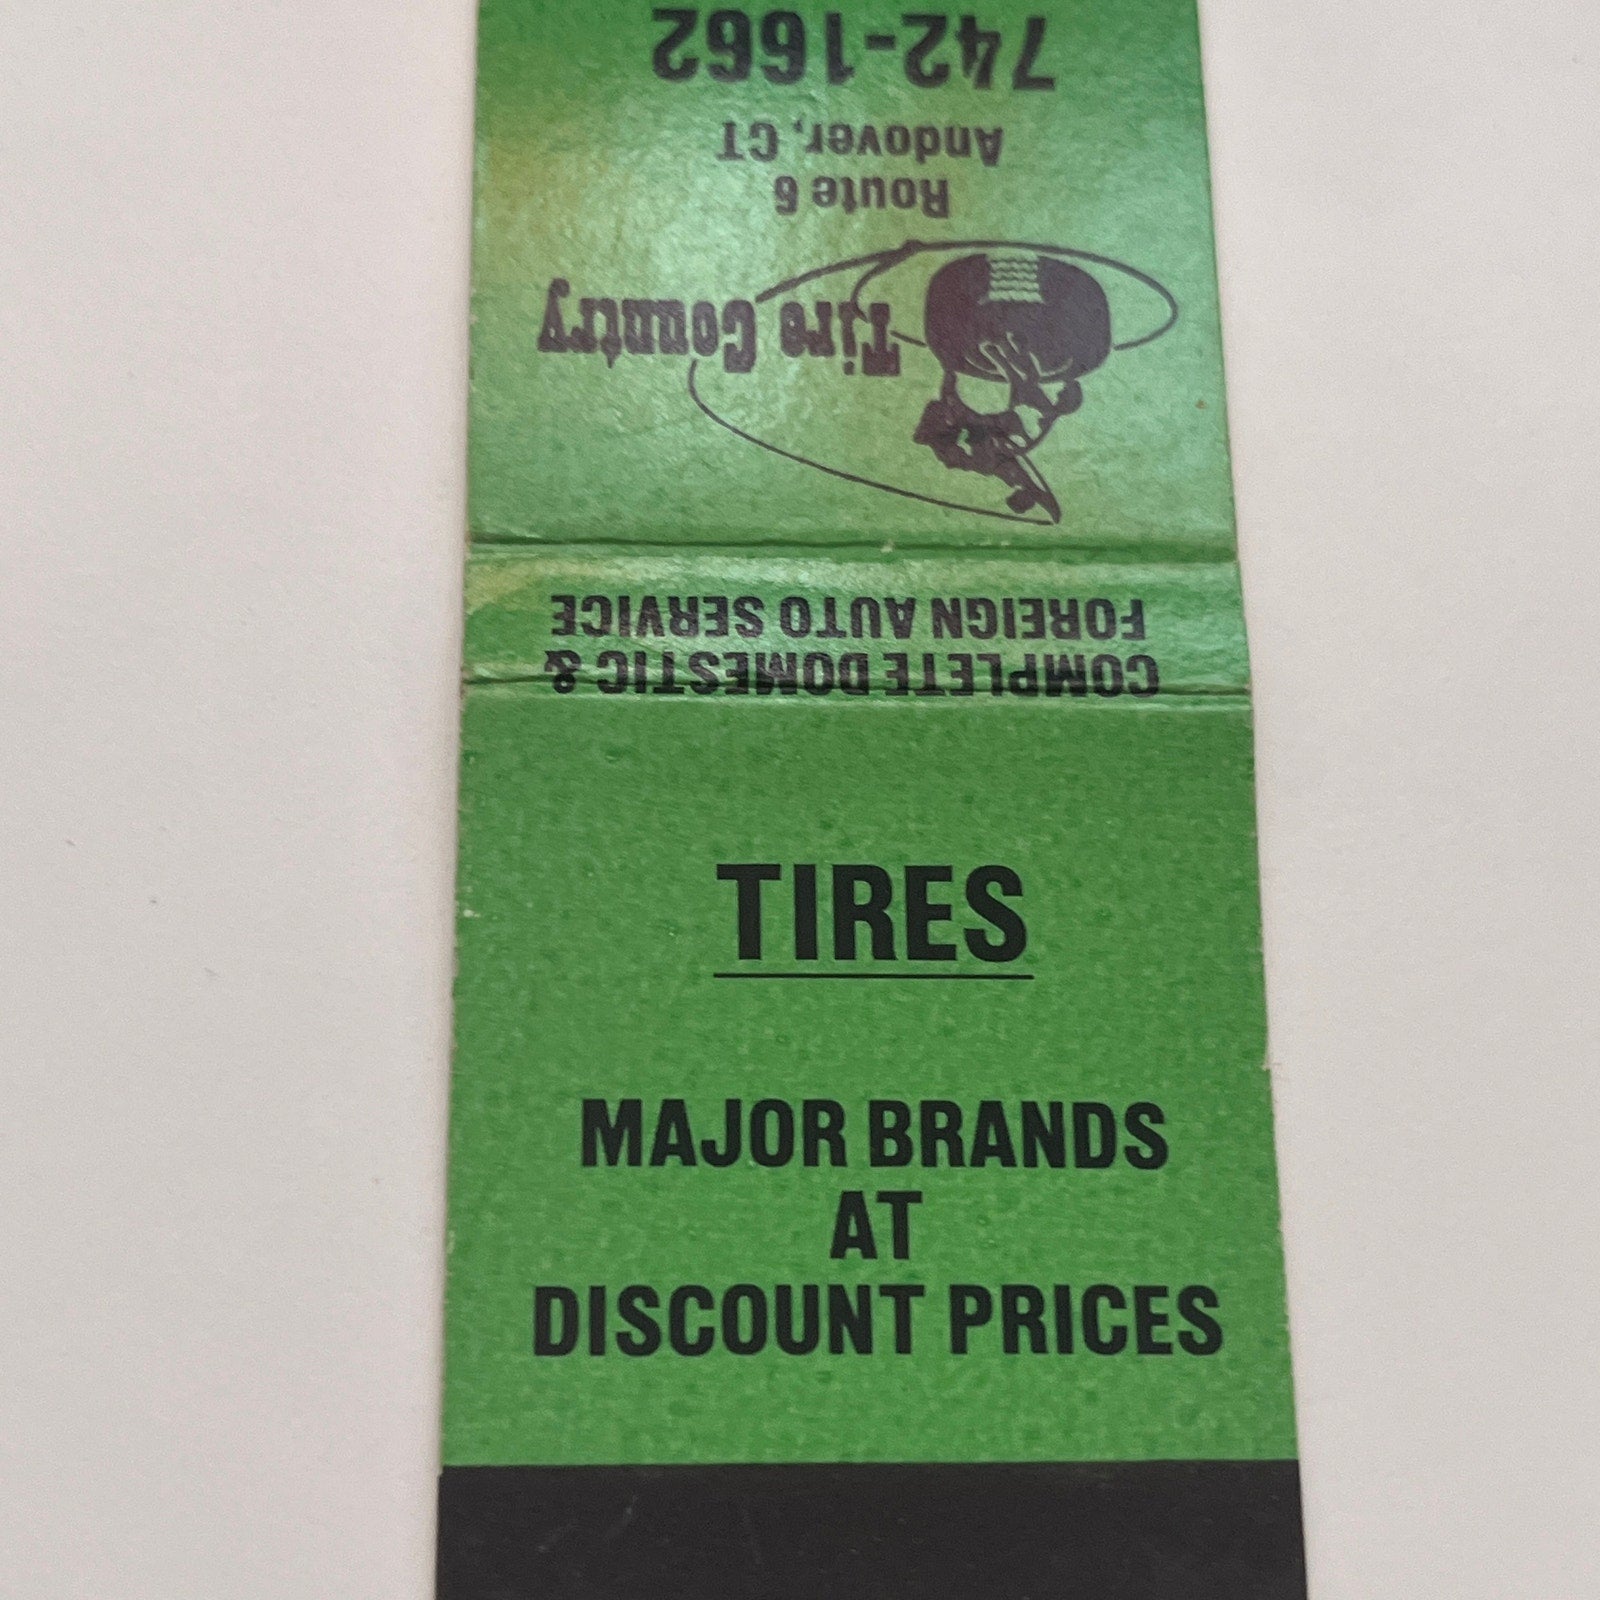 Tire Country
Route 6
Andover, CT
742-1662
COMPLETE DOMESTIC &
FOREIGN AUTO SERVICE
TIRES
MAJOR BRANDS
AT
DISCOUNT PRICES